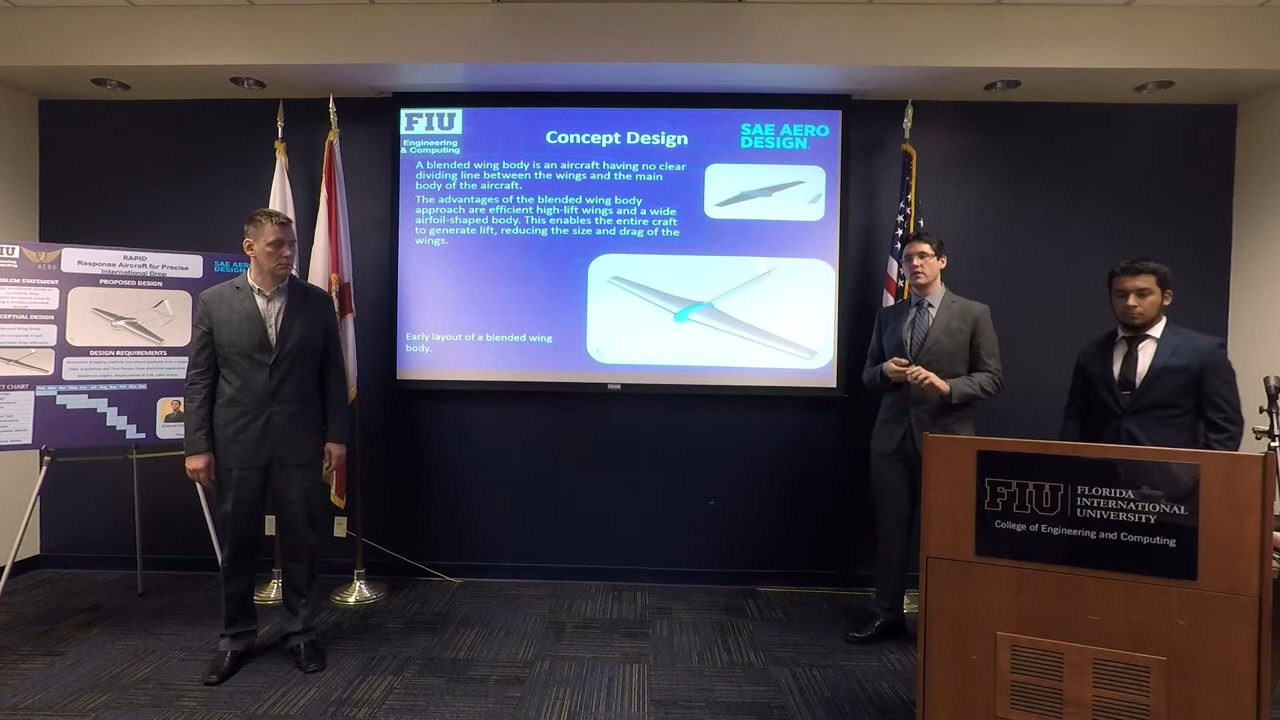 FIU
Engineering
& Computing
Concept Design
SAE AERO
DESIGN
A blended wing body is an aircraft having no clear
dividing line between the wings and the main
body of the aircraft.
The advantages of the blended wing body
approach are efficient high-lift wings and a wide
airfoil-shaped body. This enables the entire craft
to generate lift, reducing the size and drag of the
wings.
Early layout of a blended wing
body.
AERO
RAPID
Response Aircraft for Precise
International Drop
SAE AERO
DESIGN
PROPOSED DESIGN
DESIGN REQUIREMENTS
FIU
FLORIDA
INTERNATIONAL
UNIVERSITY
College of Engineering and Computing